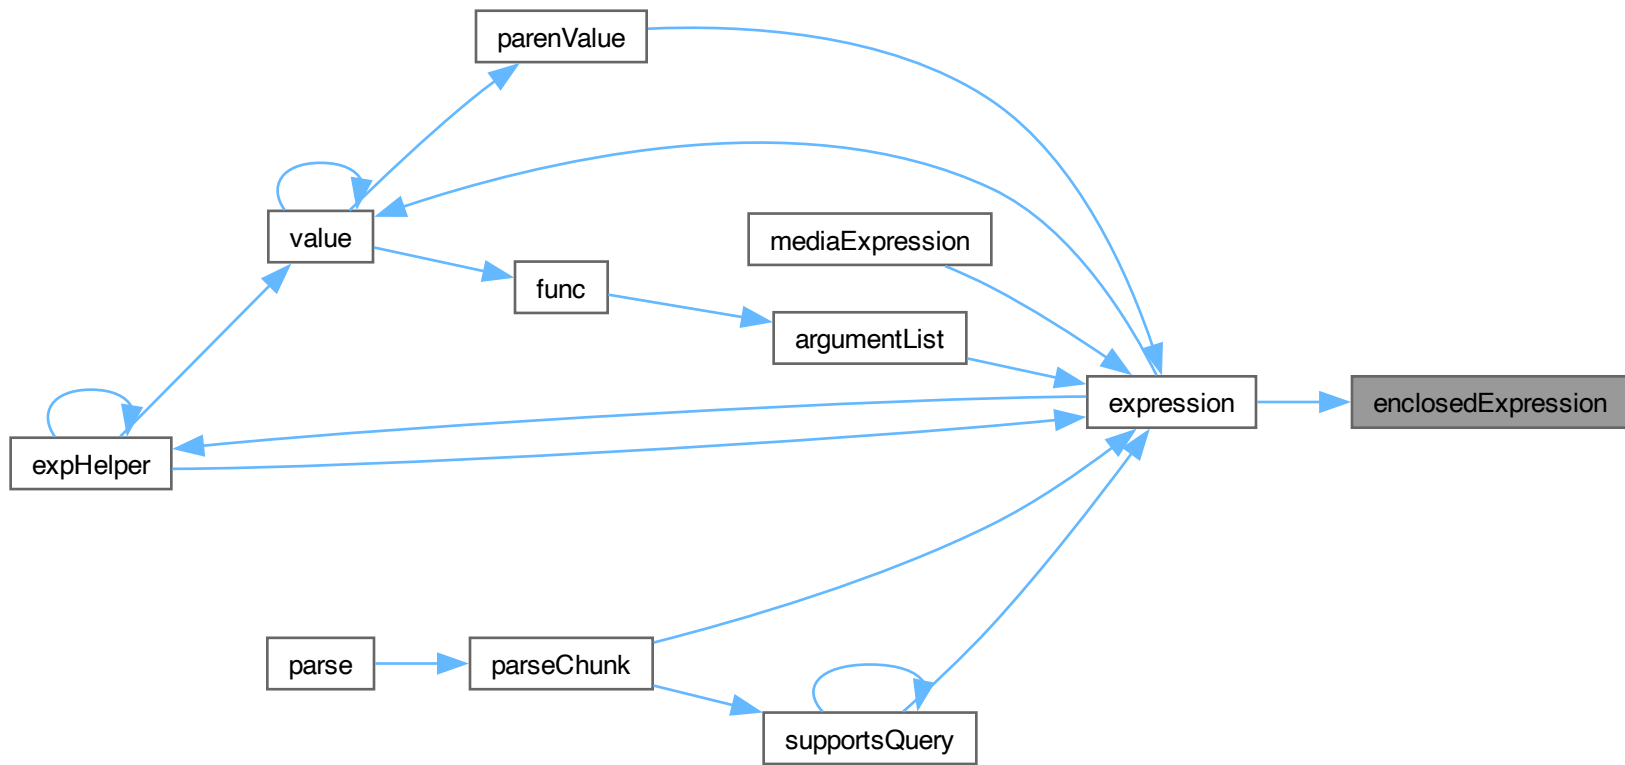 parenValue
value
mediaExpression
func
argumentList
expression
enclosedExpression
expHelper
parse
parseChunk
supportsQuery